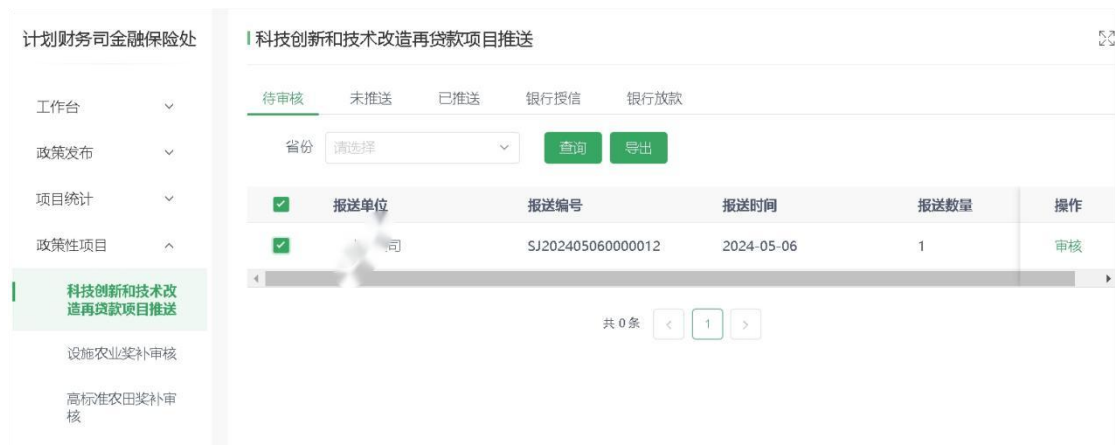 计划财务司金融保险处
科技创新和技术改造再贷款项目推送
工作台
政策发布
项目统计
政策性项目
科技创新和技术改
造再贷款项目推送
设施农业奖补审核
高标准农田奖补审
核
待审核 未推送 已推送 银行授信 银行放款
省份 请选择 查询 导出
报送单位 报送编号 报送时间 报送数量 操作
司 SJ202405060000012 2024-05-06 1 审核
共 0 条 < 1 >